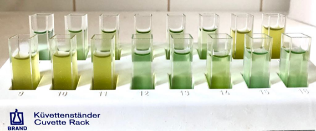 9 10 11 12 13 14 15 16
BRAND
Küvettenständer
Cuvette Rack